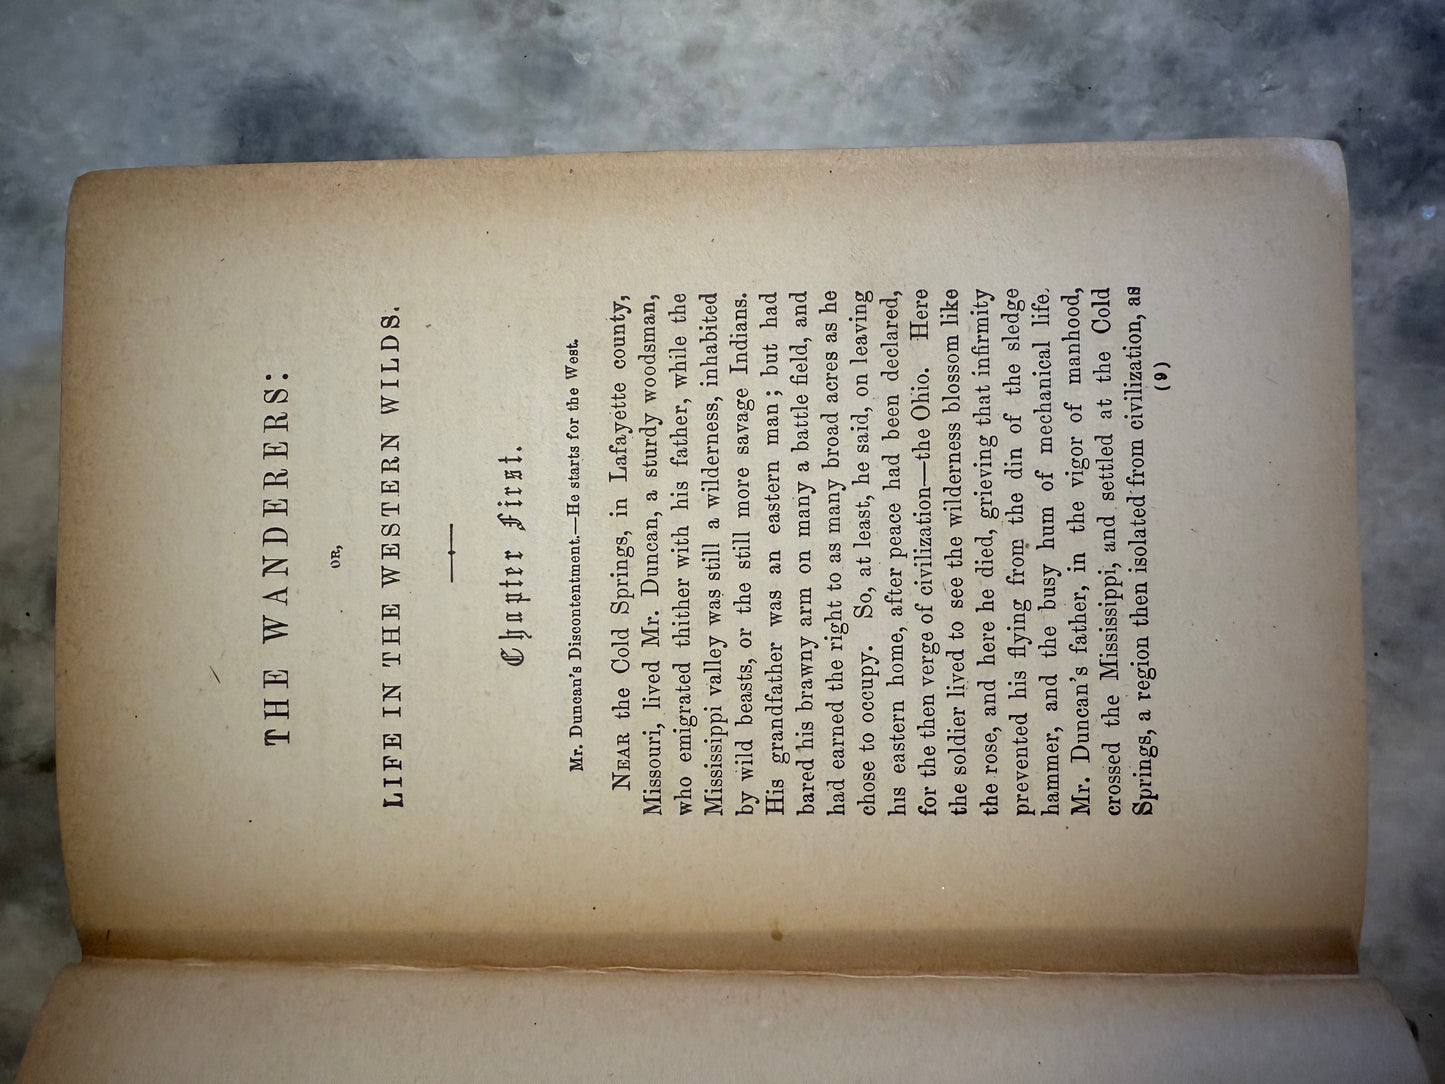 THE WANDERERS:
OR,
LIFE IN THE WESTERN WILDS.
Chapter First.
Mr. Duncan's Discontentment.—He starts for the West.
NEAR the Cold Springs, in Lafayette county,
Missouri, lived Mr. Duncan, a sturdy woodsman,
who emigrated thither with his father, while the
Mississippi valley was still a wilderness, inhabited
by wild beasts, or the still more savage Indians.
His grandfather was an eastern man; but had
bared his brawny arm on many a battle field, and
had earned the right to as many broad acres as he
chose to occupy. So, at least, he said, on leaving
his eastern home, after peace had been declared,
for the then verge of civilization—the Ohio. Here
the soldier lived to see the wilderness blossom like
the rose, and here he died, grieving that infirmity
prevented his flying from the din of the sledge
hammer, and the busy hum of mechanical life.
Mr. Duncan's father, in the vigor of manhood,
crossed the Mississippi, and settled at the Cold
Springs, a region then isolated from civilization, as
(9)